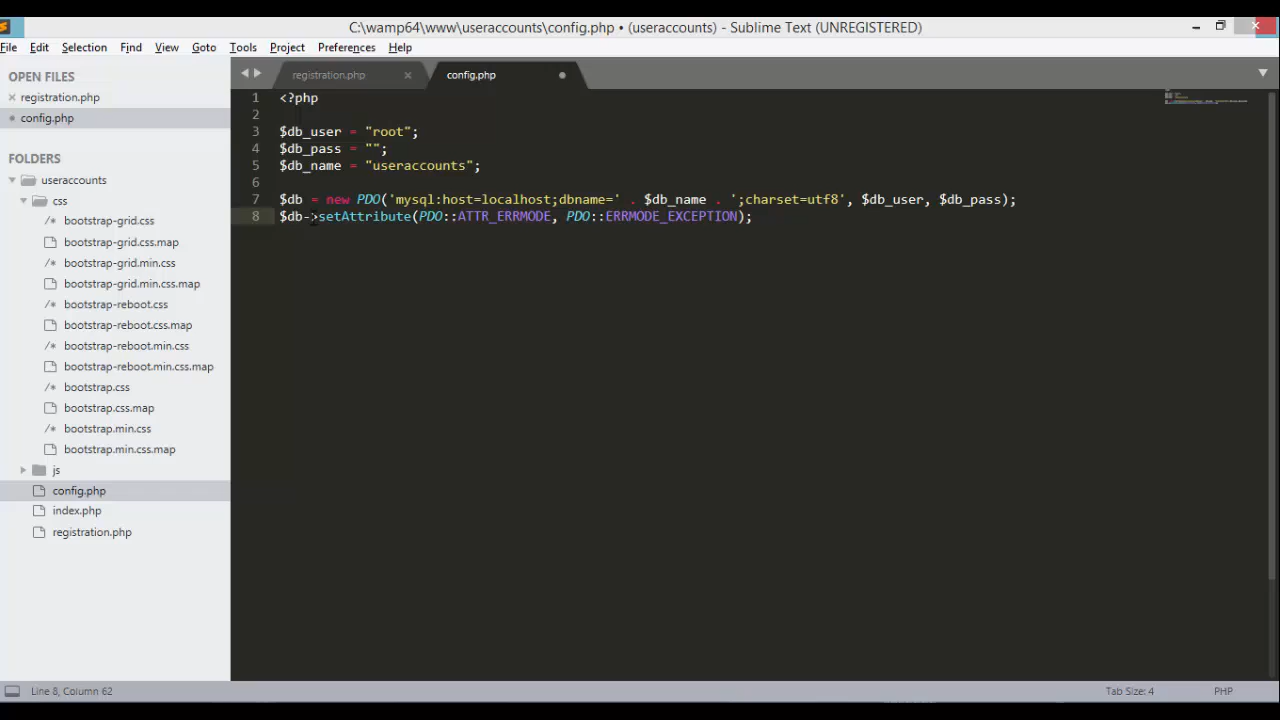 C:\wamp64\www\useraccounts\config.php • (useraccounts) - Sublime Text (UNREGISTERED)
File Edit Selection Find View Goto Tools Project Preferences Help
OPEN FILES
registration.php
config.php
FOLDERS
useraccounts
css
bootstrap-grid.css
bootstrap-grid.css.map
bootstrap-grid.min.css
bootstrap-grid.min.css.map
bootstrap-reboot.css
bootstrap-reboot.css.map
bootstrap-reboot.min.css
bootstrap-reboot.min.css.map
bootstrap.css
bootstrap.css.map
bootstrap.min.css
bootstrap.min.css.map
js
config.php
index.php
registration.php
registration.php config.php
1 <?php
2
3 $db_user = "root";
4 $db_pass = "";
5 $db_name = "useraccounts";
6
7 $db = new PDO('mysql:host=localhost;dbname=' . $db_name . ';charset=utf8', $db_user, $db_pass);
8 $db->setAttribute(PDO::ATTR_ERRMODE, PDO::ERRMODE_EXCEPTION);
Line 8, Column 62
Tab Size: 4 PHP